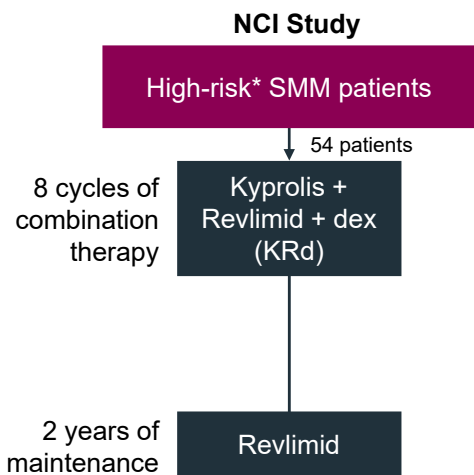 NCI Study
High-risk* SMM patients
54 patients
8 cycles of
combination
therapy
Kyprolis +
Revlimid + dex
(KRd)
2 years of
maintenance
Revlimid